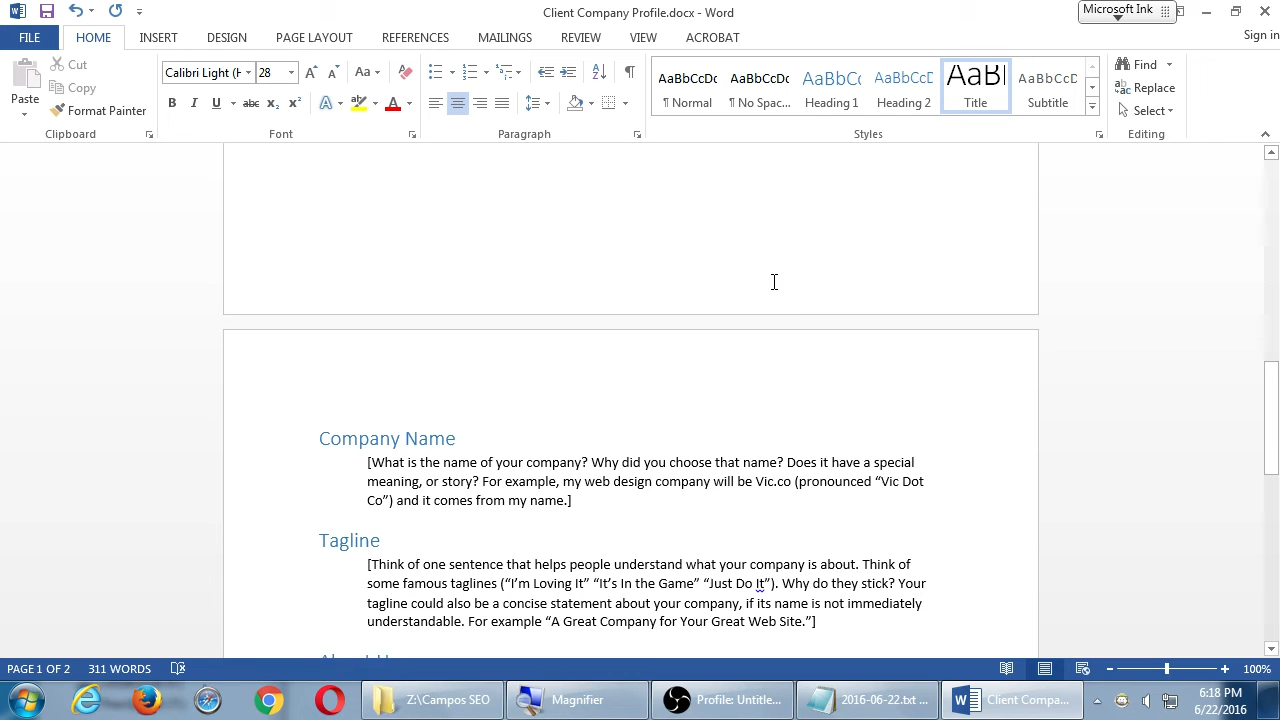 Client Company Profile.docx - Word
Microsoft Ink
FILE
HOME
INSERT
DESIGN
PAGE LAYOUT
REFERENCES
MAILINGS
REVIEW
VIEW
ACROBAT
Sign in
Paste
Cut
Copy
Format Painter
Clipboard
Calibri Light (H
28
Font
Paragraph
AaBbCcDc
¶ Normal
AaBbCcDc
¶ No Spac...
AaBbCc
Heading 1
AaBbCcD
Heading 2
AaBl
Title
AaBbCcD
Subtitle
Styles
Find
Replace
Select
Editing
Company Name
[What is the name of your company? Why did you choose that name? Does it have a special
meaning, or story? For example, my web design company will be Vic.co (pronounced “Vic Dot
Co”) and it comes from my name.]
Tagline
[Think of one sentence that helps people understand what your company is about. Think of
some famous taglines (“I’m Loving It” “It’s In the Game” “Just Do It”). Why do they stick? Your
tagline could also be a concise statement about your company, if its name is not immediately
understandable. For example “A Great Company for Your Great Web Site.”]
PAGE 1 OF 2
311 WORDS
100%
Z:\Campos SEO
Magnifier
Profile: Untitle...
2016-06-22.txt ...
Client Compa...
6:18 PM
6/22/2016